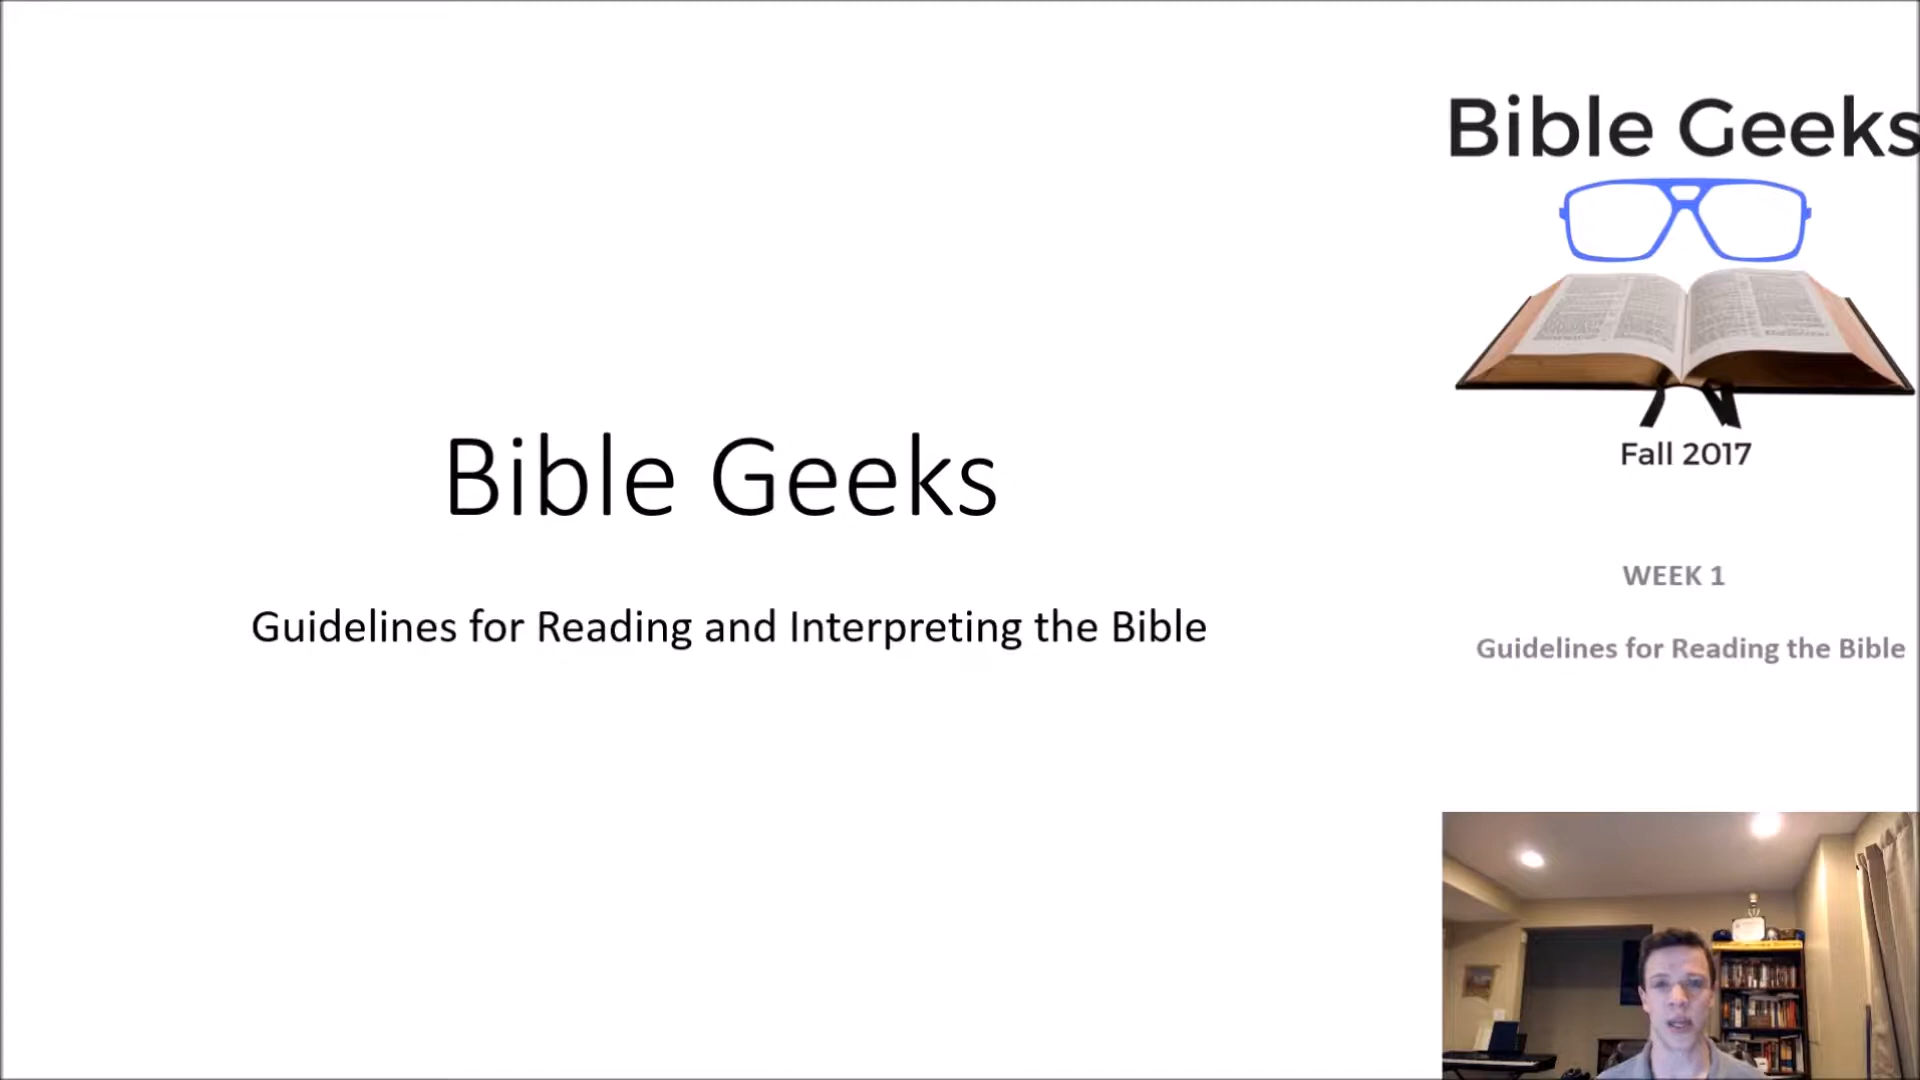 Bible Geeks
Guidelines for Reading and Interpreting the Bible
Bible Geeks
Fall 2017
WEEK 1
Guidelines for Reading the Bible